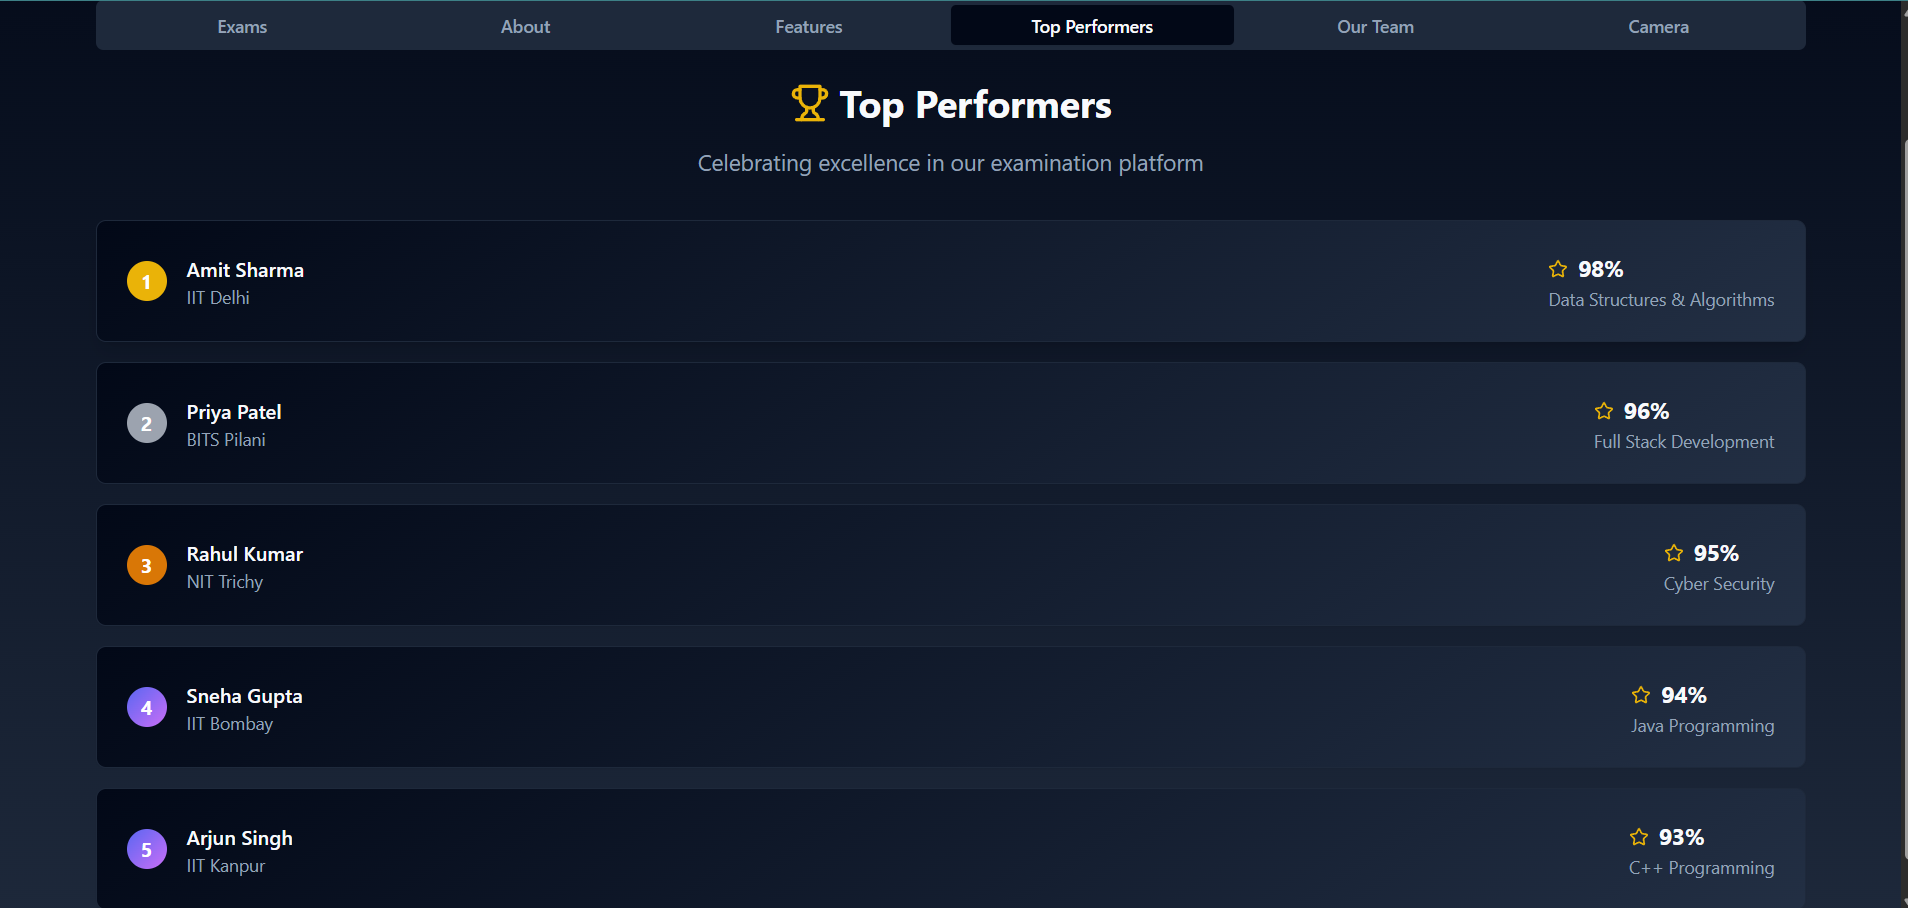 Exams About Features Top Performers Our Team Camera
Top Performers
Celebrating excellence in our examination platform
1
Amit Sharma
IIT Delhi
98%
Data Structures & Algorithms
2
Priya Patel
BITS Pilani
96%
Full Stack Development
3
Rahul Kumar
NIT Trichy
95%
Cyber Security
4
Sneha Gupta
IIT Bombay
94%
Java Programming
5
Arjun Singh
IIT Kanpur
93%
C++ Programming